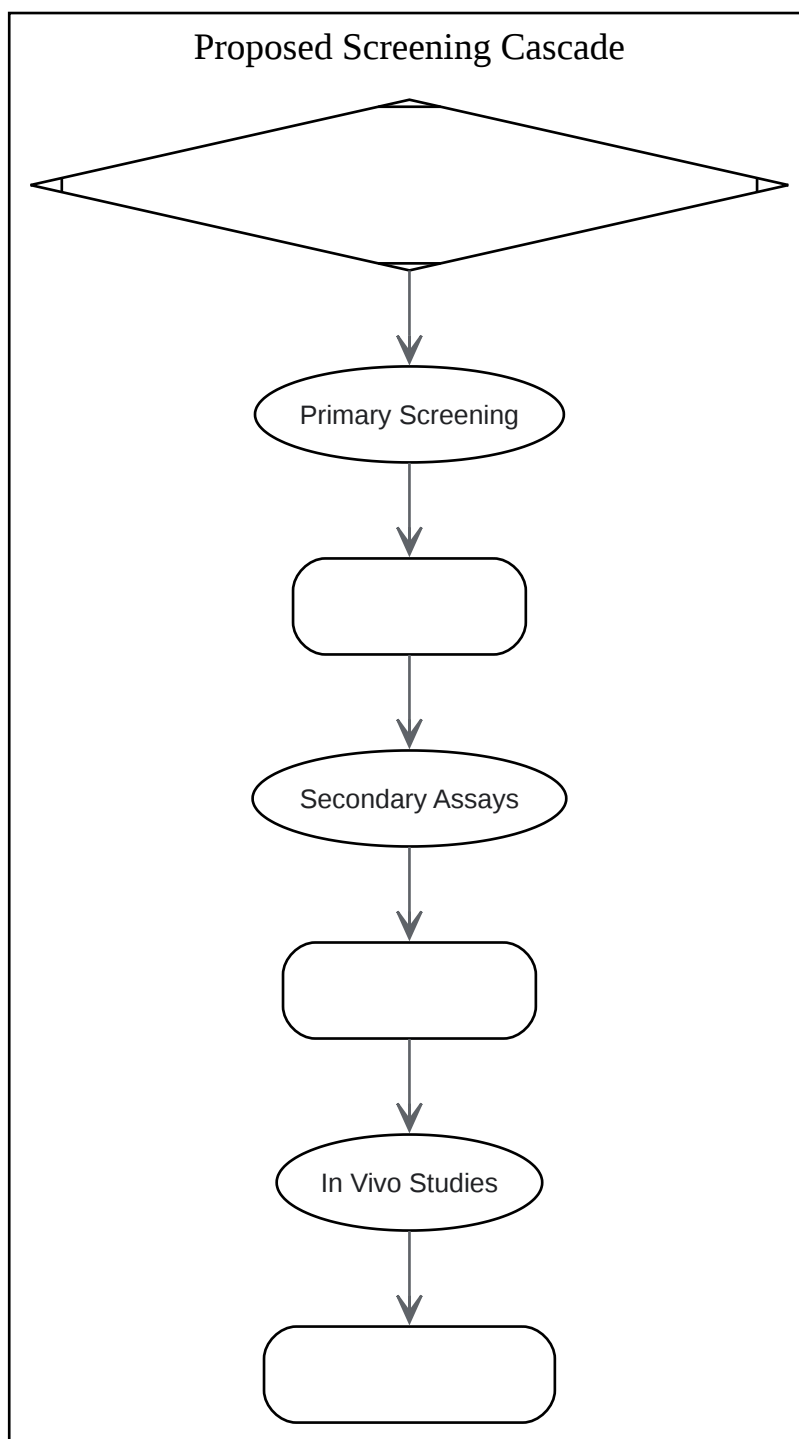 Proposed Screening Cascade
Primary Screening
Secondary Assays
In Vivo Studies